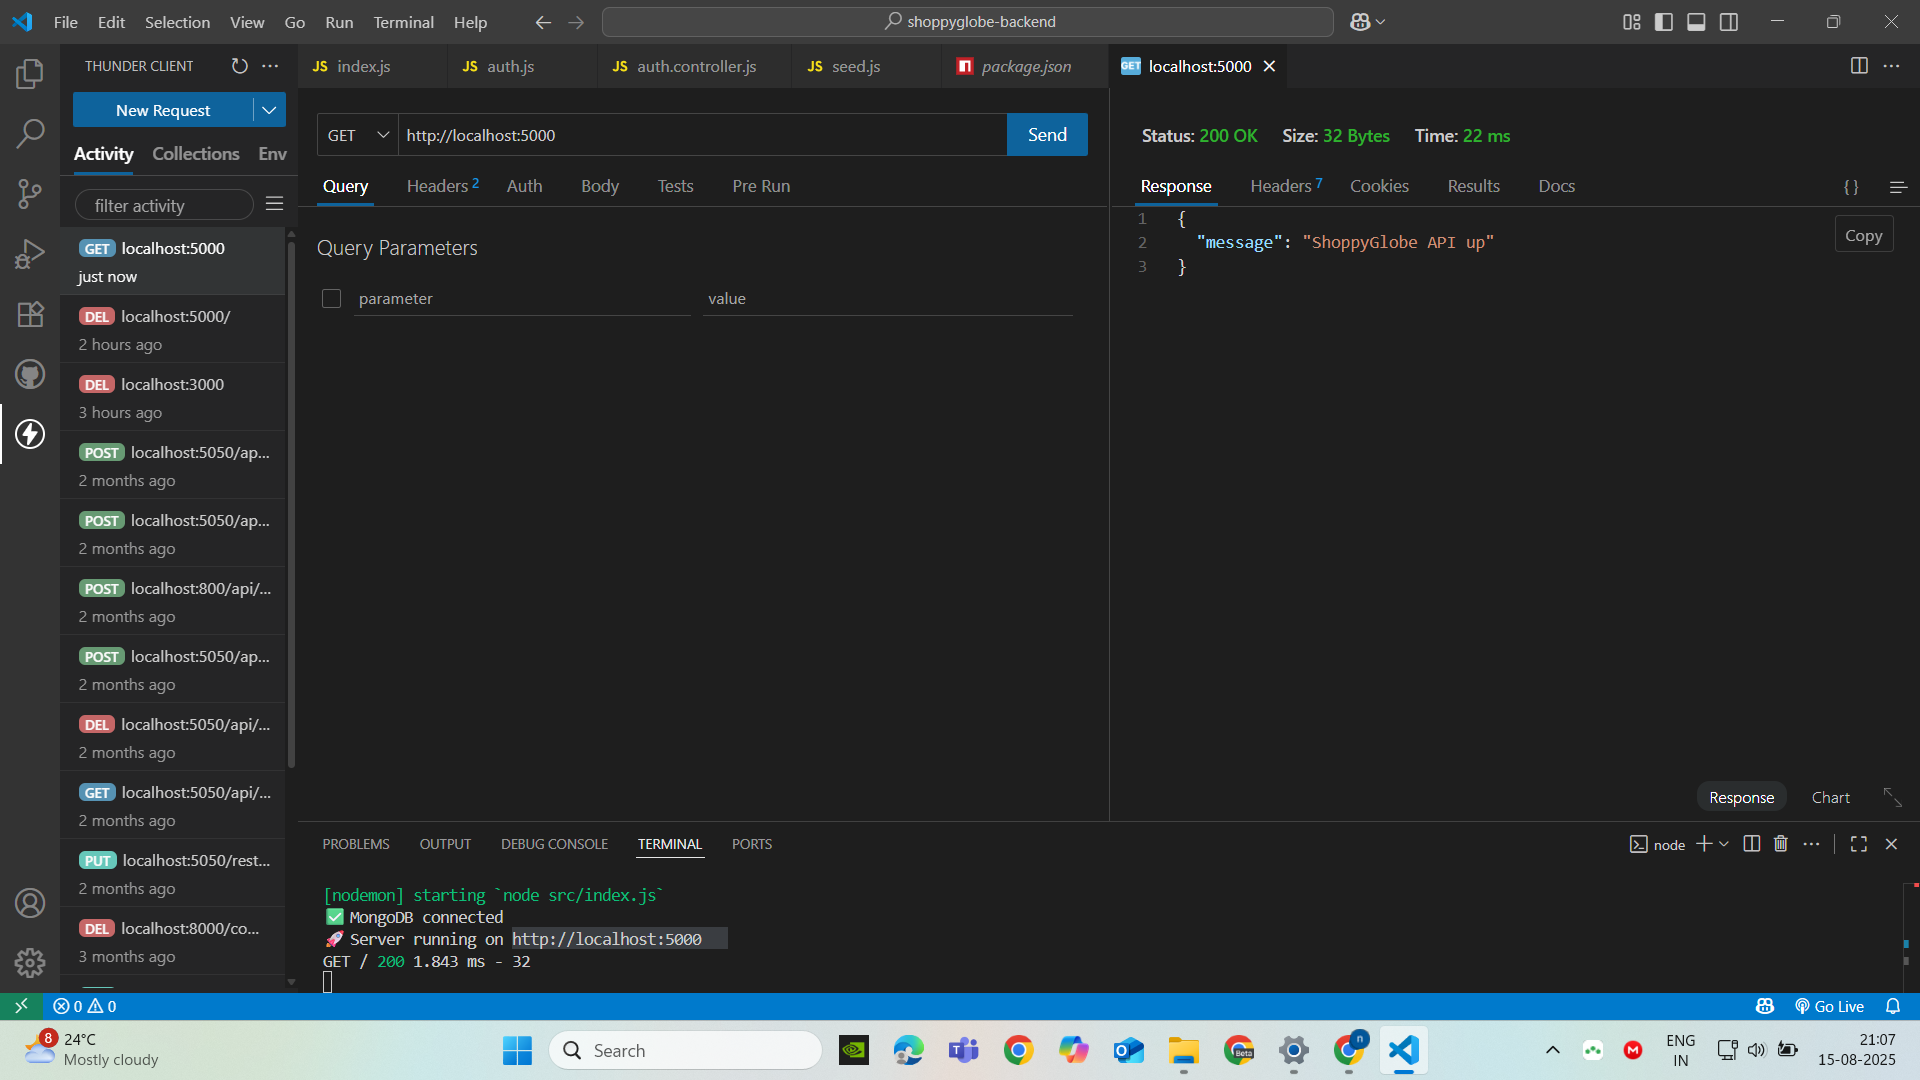 File Edit Selection View Go Run Terminal Help
shoppyglobe-backend
THUNDER CLIENT
New Request
Activity Collections Env
filter activity
GET localhost:5000
just now
DEL localhost:5000/
2 hours ago
DEL localhost:3000
3 hours ago
POST localhost:5050/ap...
2 months ago
POST localhost:5050/ap...
2 months ago
POST localhost:800/api/...
2 months ago
POST localhost:5050/ap...
2 months ago
DEL localhost:5050/api/...
2 months ago
GET localhost:5050/api/...
2 months ago
PUT localhost:5050/rest...
2 months ago
DEL localhost:8000/co...
3 months ago
JS index.js JS auth.js JS auth.controller.js JS seed.js package.json GET localhost:5000
GET http://localhost:5000 Send
Query Headers 2 Auth Body Tests Pre Run
Query Parameters
parameter value
Status: 200 OK Size: 32 Bytes Time: 22 ms
Response Headers 7 Cookies Results Docs { }
1 {
2 "message": "ShoppyGlobe API up"
3 }
Copy
Response Chart
PROBLEMS OUTPUT DEBUG CONSOLE TERMINAL PORTS
node
[nodemon] starting `node src/index.js`
✅ MongoDB connected
🚀 Server running on http://localhost:5000
GET / 200 1.843 ms - 32
0 0
Go Live
8
24°C
Mostly cloudy
Search
Beta
n
ENG
IN
21:07
15-08-2025